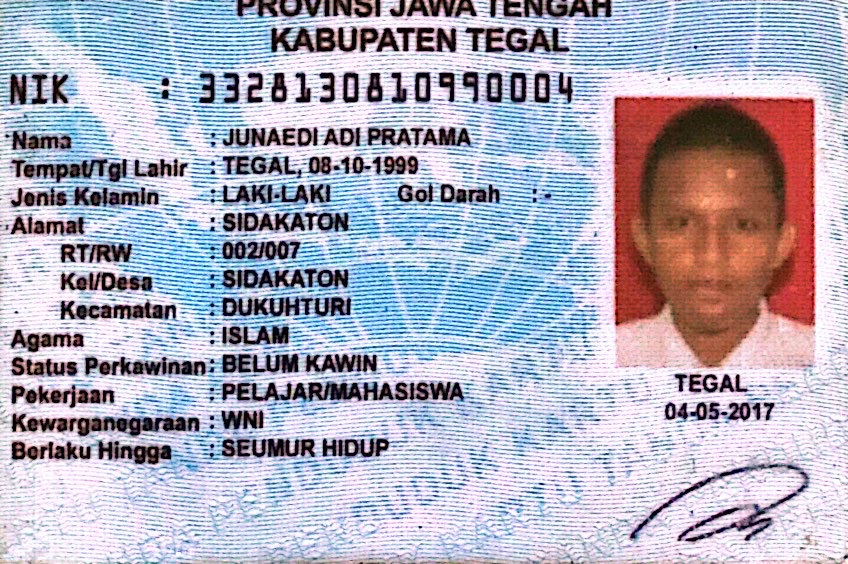 PROVINSI JAWA TENGAH
KABUPATEN TEGAL
NIK : 3328130810990004
Nama : JUNAEDI ADI PRATAMA
Tempat/Tgl Lahir : TEGAL, 08-10-1999
Jenis Kelamin : LAKI-LAKI Gol Darah : -
Alamat : SIDAKATON
RT/RW : 002/007
Kel/Desa : SIDAKATON
Kecamatan : DUKUHTURI
Agama : ISLAM
Status Perkawinan: BELUM KAWIN
Pekerjaan : PELAJAR/MAHASISWA
Kewarganegaraan : WNI
Berlaku Hingga : SEUMUR HIDUP
TEGAL
04-05-2017